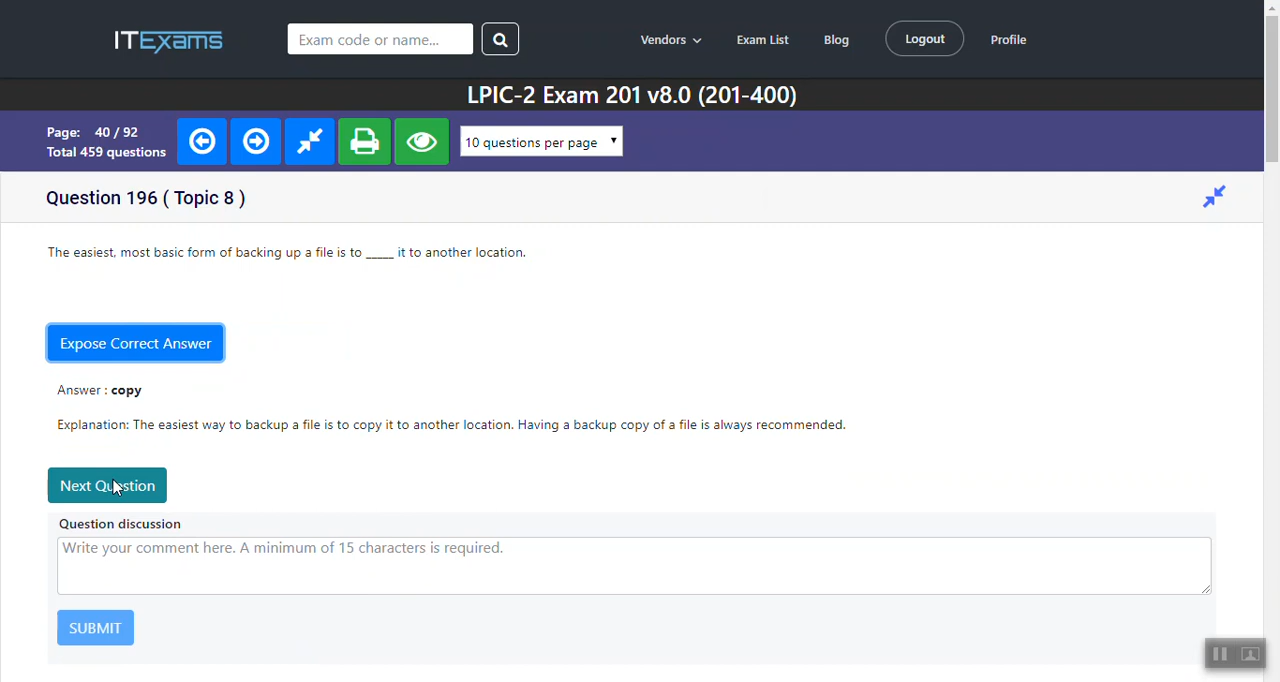 ITExams
Exam code or name...
Vendors
Exam List
Blog
Logout
Profile
LPIC-2 Exam 201 v8.0 (201-400)
Page: 40 / 92
Total 459 questions
10 questions per page
Question 196 ( Topic 8 )
The easiest, most basic form of backing up a file is to _____ it to another location.
Expose Correct Answer
Answer : copy
Explanation: The easiest way to backup a file is to copy it to another location. Having a backup copy of a file is always recommended.
Next Question
Question discussion
Write your comment here. A minimum of 15 characters is required.
SUBMIT